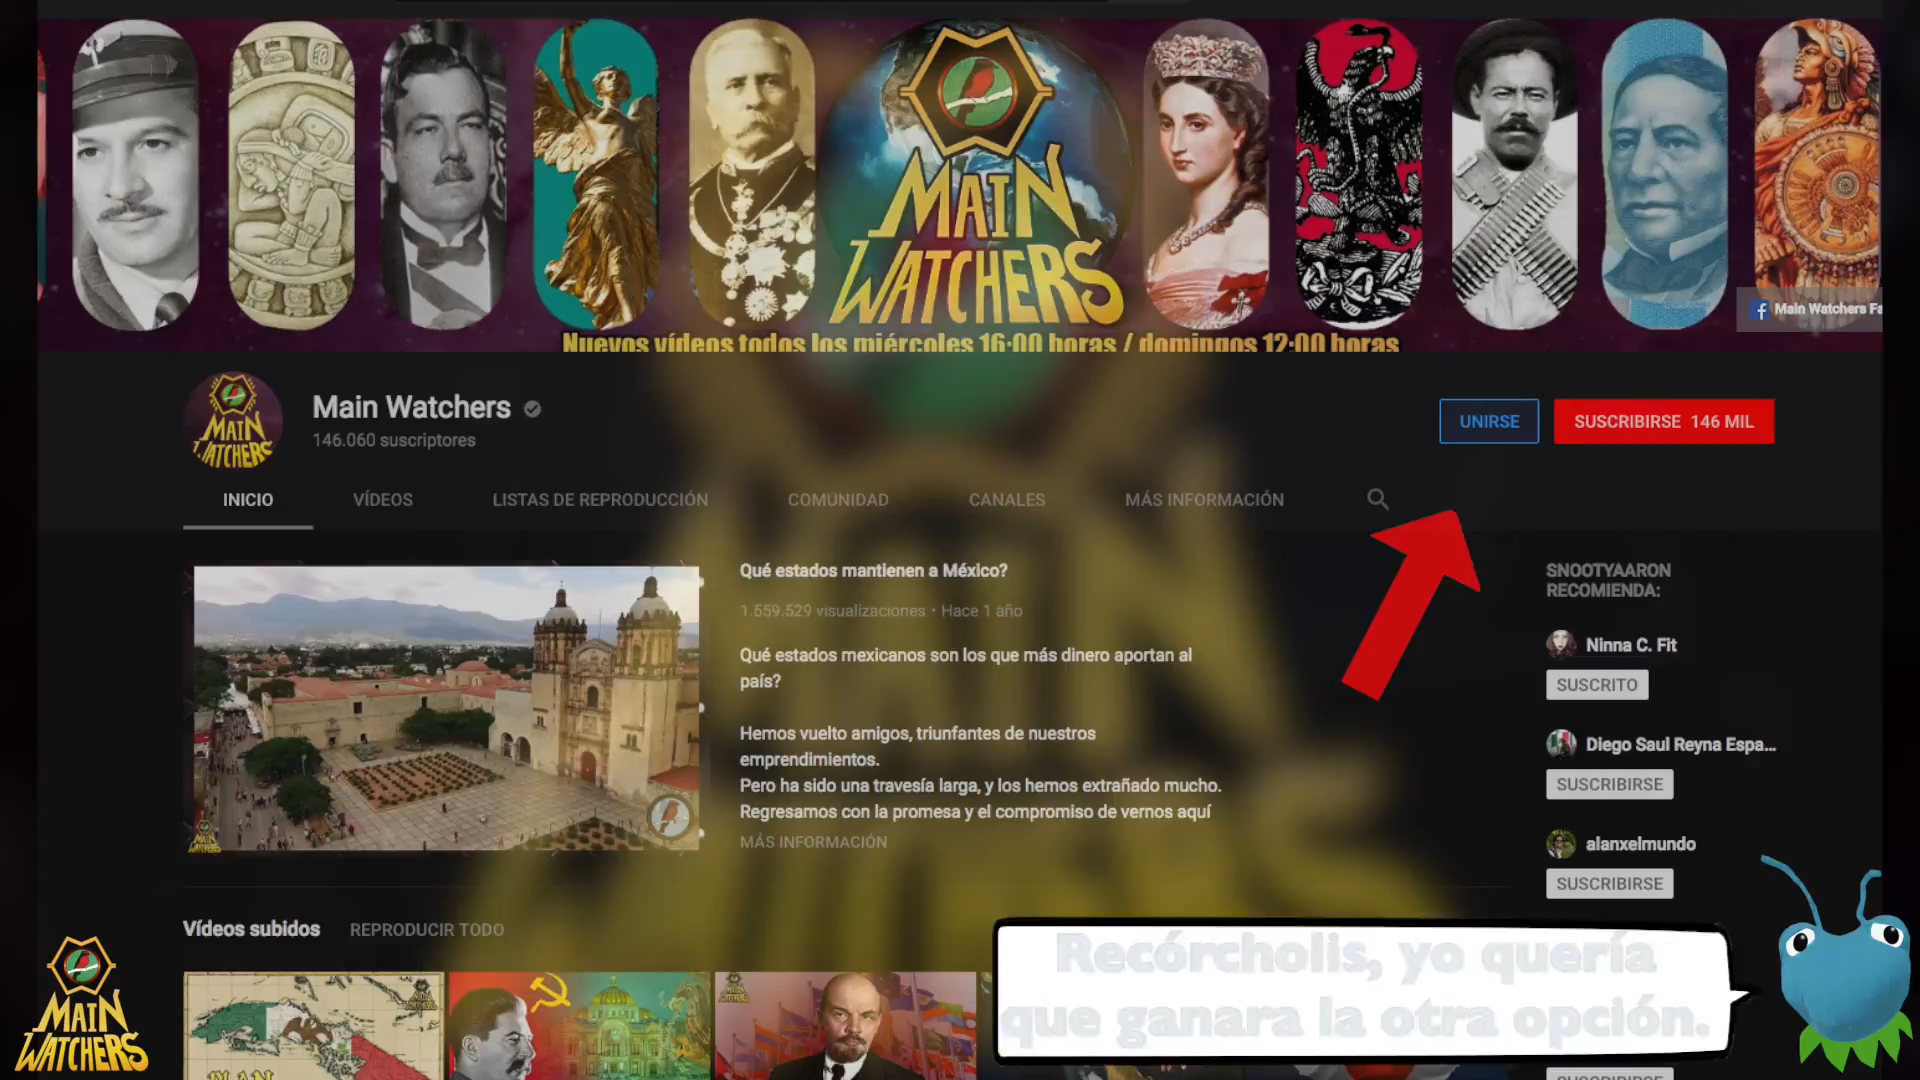 MAIN
WATCHERS
Nuevos vídeos todos los miércoles 16:00 horas / domingos 12:00 horas
Main Watchers Fa
MAIN
WATCHERS
Main Watchers
146.060 suscriptores
UNIRSE
SUSCRIBIRSE 146 MIL
INICIO
VÍDEOS
LISTAS DE REPRODUCCIÓN
COMUNIDAD
CANALES
MÁS INFORMACIÓN
Qué estados mantienen a México?
1.559.529 visualizaciones • Hace 1 año
Qué estados mexicanos son los que más dinero aportan al
país?
Hemos vuelto amigos, triunfantes de nuestros
emprendimientos.
Pero ha sido una travesía larga, y los hemos extrañado mucho.
Regresamos con la promesa y el compromiso de vernos aquí
MÁS INFORMACIÓN
SNOOTYAARON
RECOMIENDA:
Ninna C. Fit
SUSCRITO
Diego Saul Reyna Espa...
SUSCRIBIRSE
alanxelmundo
SUSCRIBIRSE
Vídeos subidos
REPRODUCIR TODO
Recórcholis, yo quería
que ganara la otra opción.
MAIN
WATCHERS
PLAN
SUSCRIBIRSE